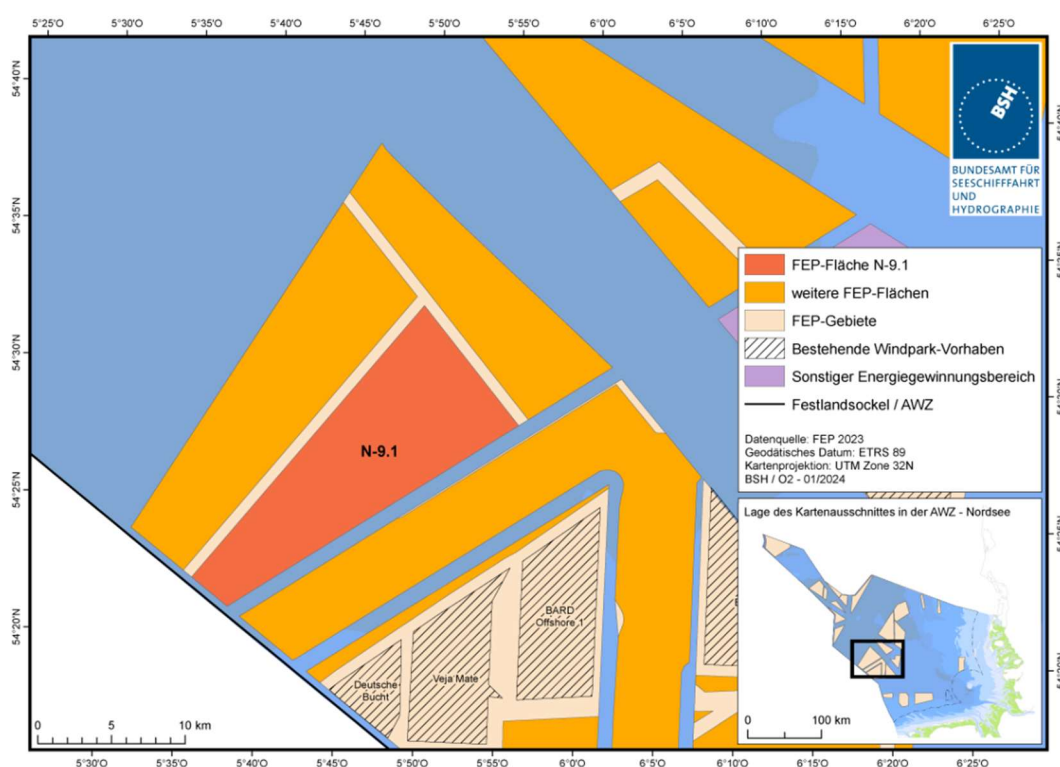 5°25'O 5°30'O 5°35'O 5°40'O 5°45'O 5°50'O 5°55'O 6°0'O 6°5'O 6°10'O 6°15'O 6°20'O 6°25'O
54°40'N
54°35'N
54°30'N
54°25'N
54°20'N
BSH
BUNDESAMT FÜR
SEESCHIFFFAHRT
UND
HYDROGRAPHIE
FEP-Fläche N-9.1
weitere FEP-Flächen
FEP-Gebiete
Bestehende Windpark-Vorhaben
Sonstiger Energiegewinnungsbereich
Festlandsockel / AWZ
Datenquelle: FEP 2023
Geodätisches Datum: ETRS 89
Kartenprojektion: UTM Zone 32N
BSH / O2 - 01/2024
N-9.1
Lage des Kartenausschnittes in der AWZ - Nordsee
BARD
Offshore 1
Veja Mate
Deutsche
Bucht
0 5 10 km
0 100 km
5°30'O 5°35'O 5°40'O 5°45'O 5°50'O 5°55'O 6°0'O 6°5'O 6°10'O 6°15'O 6°20'O 6°25'O